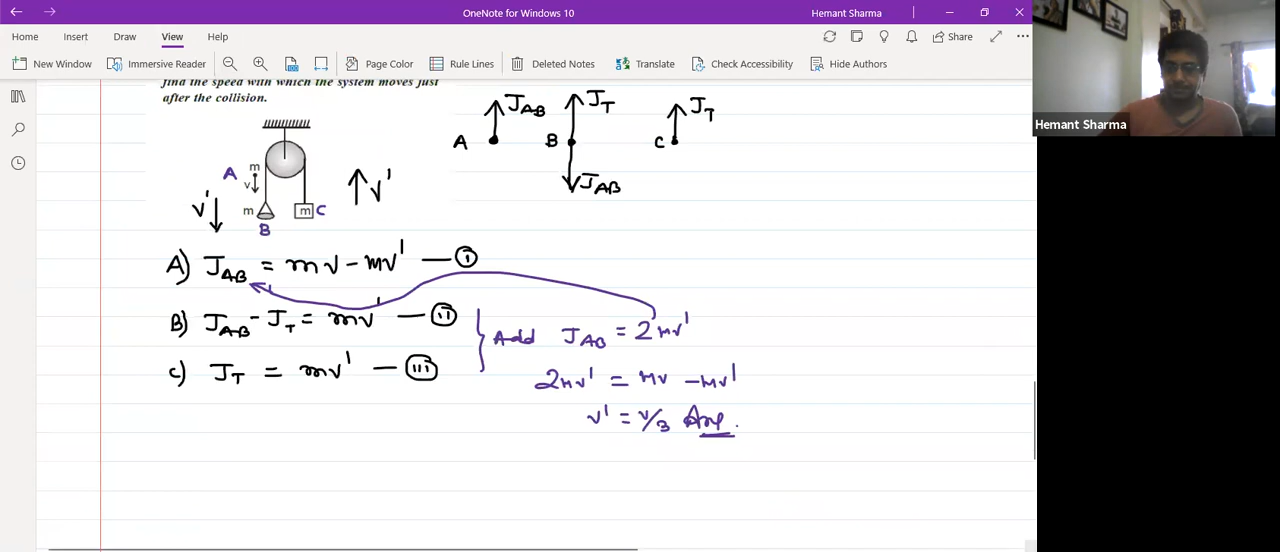 OneNote for Windows 10
Hemant Sharma
Home Insert Draw View Help
Share
New Window Immersive Reader Page Color Rule Lines Deleted Notes Translate Check Accessibility Hide Authors
find the speed with which the system moves just
after the collision.
J_AB J_T J_T
A B C
J_AB
A m v
v' ↓ ↑ v'
m m C
B
A) J_AB = mv - mv' — (i)
B) J_AB - J_T = mv' — (ii)
C) J_T = mv' — (iii)
Add J_AB = 2mv'
2mv' = mv - mv'
v' = v/3 Ans.
Hemant Sharma